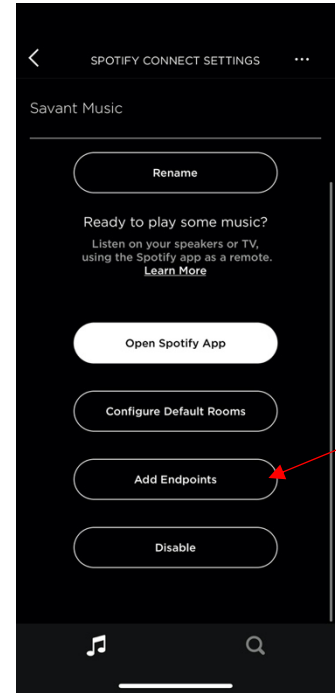 SPOTIFY CONNECT SETTINGS
Savant Music
Rename
Ready to play some music?
Listen on your speakers or TV,
using the Spotify app as a remote.
Learn More
Open Spotify App
Configure Default Rooms
Add Endpoints
Disable